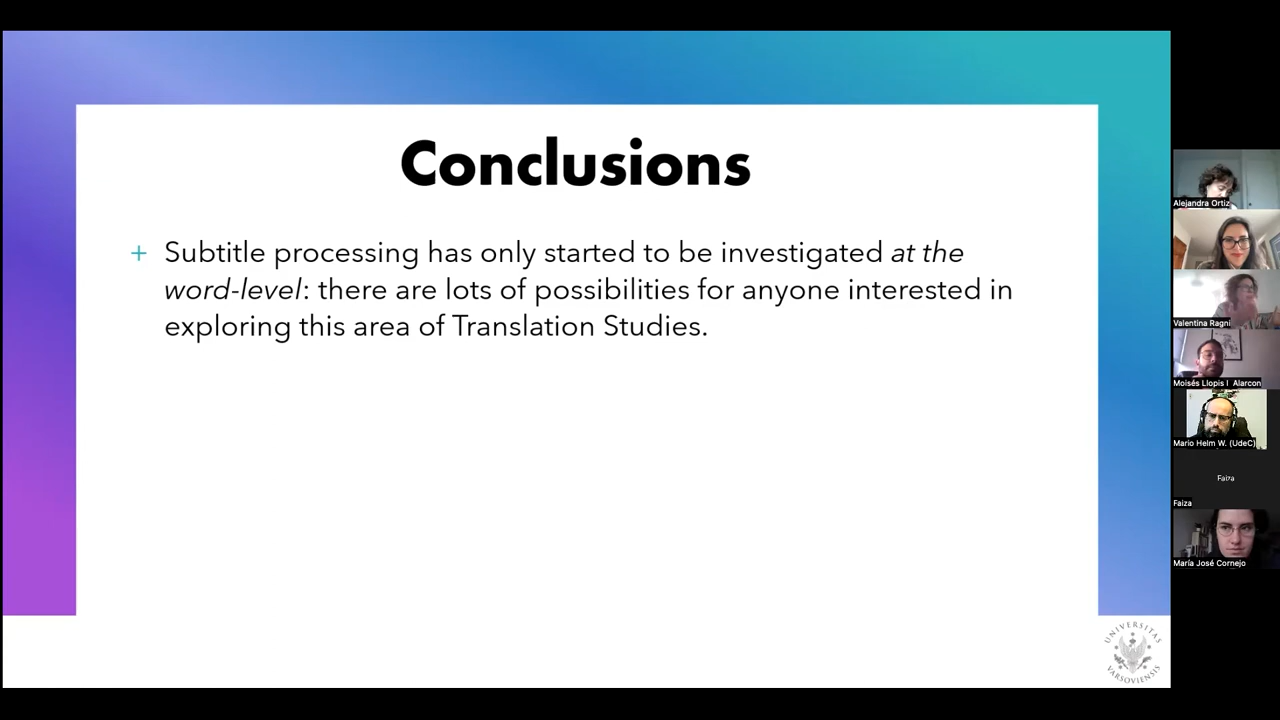 Conclusions
+ Subtitle processing has only started to be investigated at the
word-level: there are lots of possibilities for anyone interested in
exploring this area of Translation Studies.
Alejandra Ortiz
Valentina Ragni
Moisés Llopis I Alarcon
Mario Helm W. (UdeC)
Faiza
Faiza
María José Cornejo
UNIVERSITAS
VARSOVIENSIS